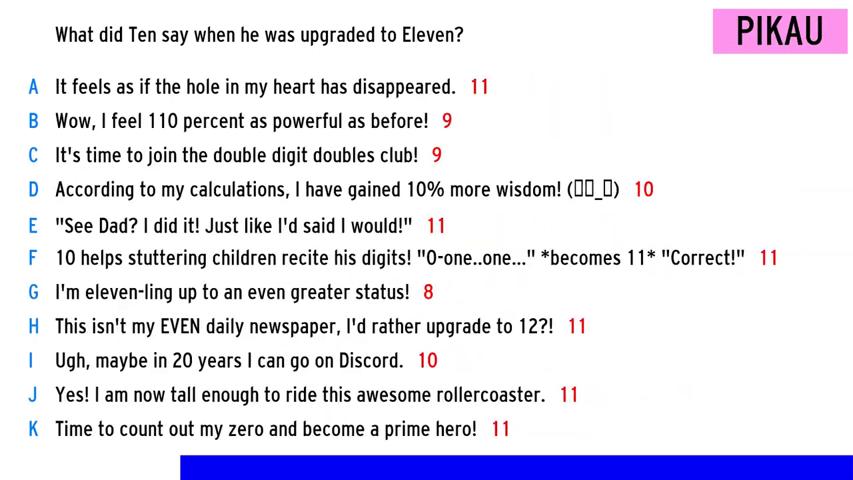 What did Ten say when he was upgraded to Eleven?
PIKAU
A It feels as if the hole in my heart has disappeared. 11
B Wow, I feel 110 percent as powerful as before! 9
C It's time to join the double digit doubles club! 9
D According to my calculations, I have gained 10% more wisdom! (▯▯_▯) 10
E "See Dad? I did it! Just like I'd said I would!" 11
F 10 helps stuttering children recite his digits! "O-one..one..." *becomes 11* "Correct!" 11
G I'm eleven-ling up to an even greater status! 8
H This isn't my EVEN daily newspaper, I'd rather upgrade to 12?! 11
I Ugh, maybe in 20 years I can go on Discord. 10
J Yes! I am now tall enough to ride this awesome rollercoaster. 11
K Time to count out my zero and become a prime hero! 11